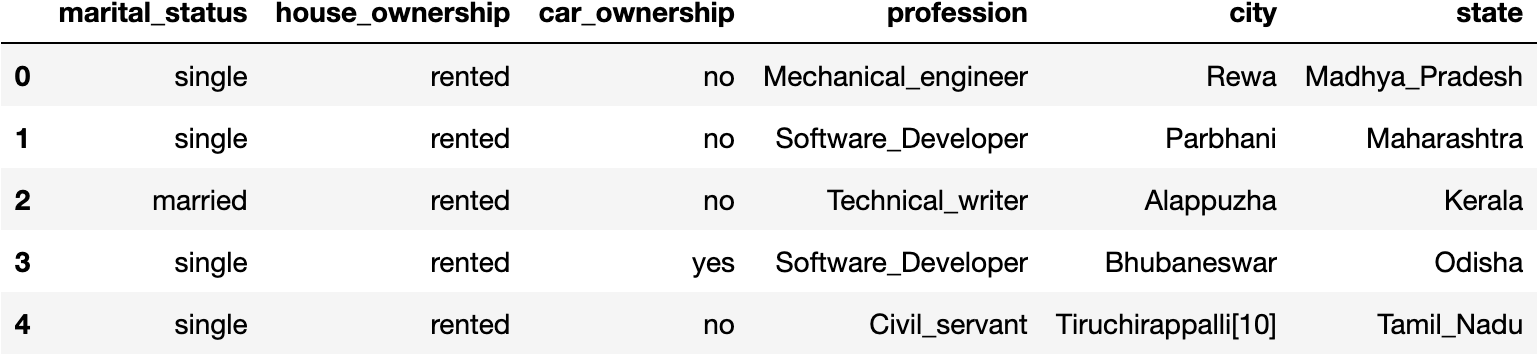 marital_status house_ownership car_ownership profession city state
0 single rented no Mechanical_engineer Rewa Madhya_Pradesh
1 single rented no Software_Developer Parbhani Maharashtra
2 married rented no Technical_writer Alappuzha Kerala
3 single rented yes Software_Developer Bhubaneswar Odisha
4 single rented no Civil_servant Tiruchirappalli[10] Tamil_Nadu